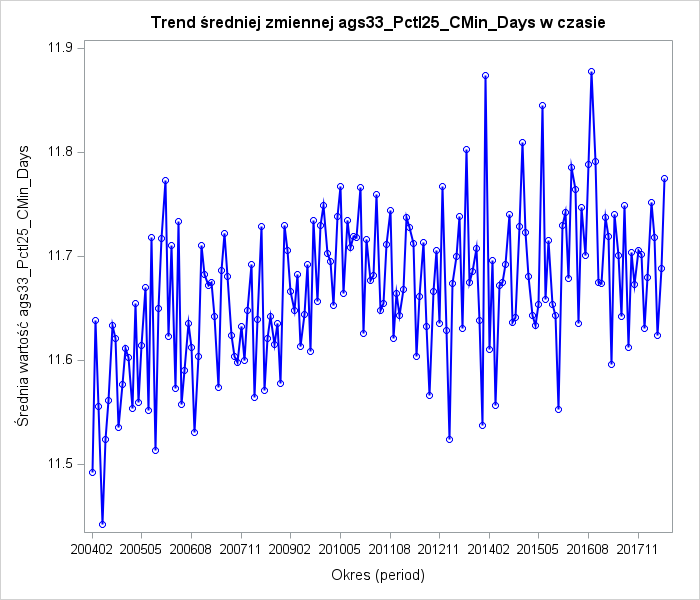 Trend średniej zmiennej ags33_Pctl25_CMin_Days w czasie
Średnia wartość ags33_Pctl25_CMin_Days
11.9
11.8
11.7
11.6
11.5
200402 200505 200608 200711 200902 201005 201108 201211 201402 201505 201608 201711
Okres (period)